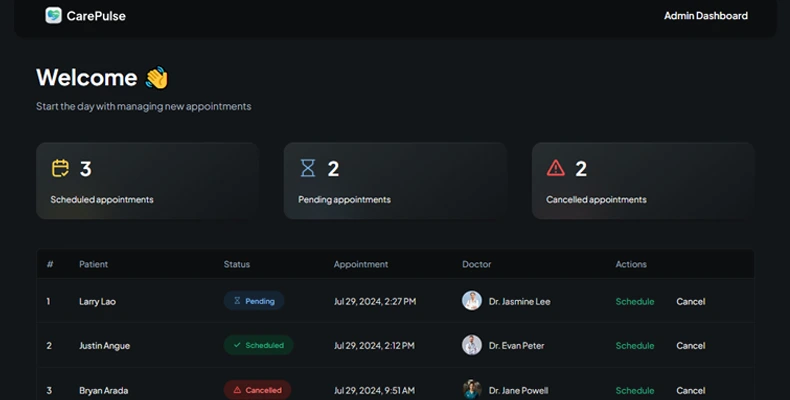 CarePulse Admin Dashboard
Welcome 👋
Start the day with managing new appointments
3
Scheduled appointments
2
Pending appointments
2
Cancelled appointments
# Patient Status Appointment Doctor Actions
1 Larry Lao Pending Jul 29, 2024, 2:27 PM Dr. Jasmine Lee Schedule Cancel
2 Justin Angue Scheduled Jul 29, 2024, 2:12 PM Dr. Evan Peter Schedule Cancel
3 Bryan Arada Cancelled Jul 29, 2024, 9:51 AM Dr. Jane Powell Schedule Cancel